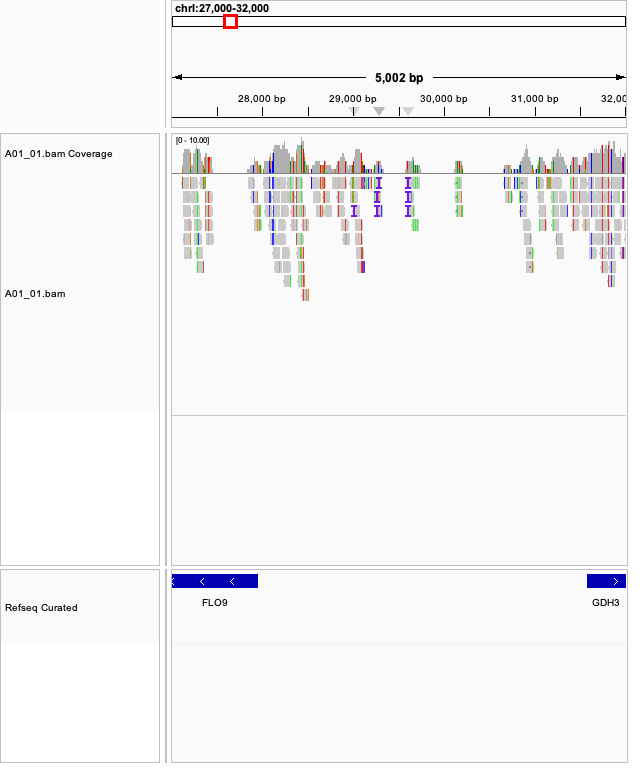 chrI:27,000-32,000
5,002 bp
28,000 bp 29,000 bp 30,000 bp 31,000 bp 32,00
[0 - 10.00]
A01_01.bam Coverage
A01_01.bam
Refseq Curated
FLO9 GDH3